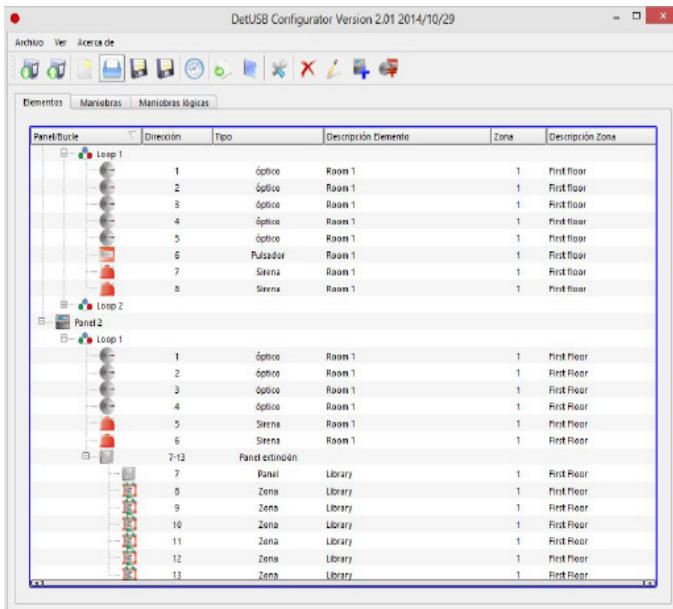 DetUSB Configurator Version 2.01 2014/10/29
Archivo Ver Acerca de
Elementos Maniobras Maniobras lógicas
Panel/Bucle Dirección Tipo Descripción Elemento Zona Descripción Zona
Loop 1
1 óptico Room 1 1 First floor
2 óptico Room 1 1 First floor
3 óptico Room 1 1 First floor
4 óptico Room 1 1 First floor
5 óptico Room 1 1 First floor
6 Pulsador Room 1 1 First floor
7 Sirena Room 1 1 First floor
8 Sirena Room 1 1 First floor
Loop 2
Panel 2
Loop 1
1 óptico Room 1 1 First Floor
2 óptico Room 1 1 First Floor
3 óptico Room 1 1 First Floor
4 óptico Room 1 1 First Floor
5 Sirena Room 1 1 First Floor
6 Sirena Room 1 1 First Floor
7-13 Panel extinción
7 Panel Library 1 First Floor
8 Zona Library 1 First Floor
9 Zona Library 1 First Floor
10 Zona Library 1 First Floor
11 Zona Library 1 First Floor
12 Zona Library 1 First Floor
13 Zona Library 1 First Floor